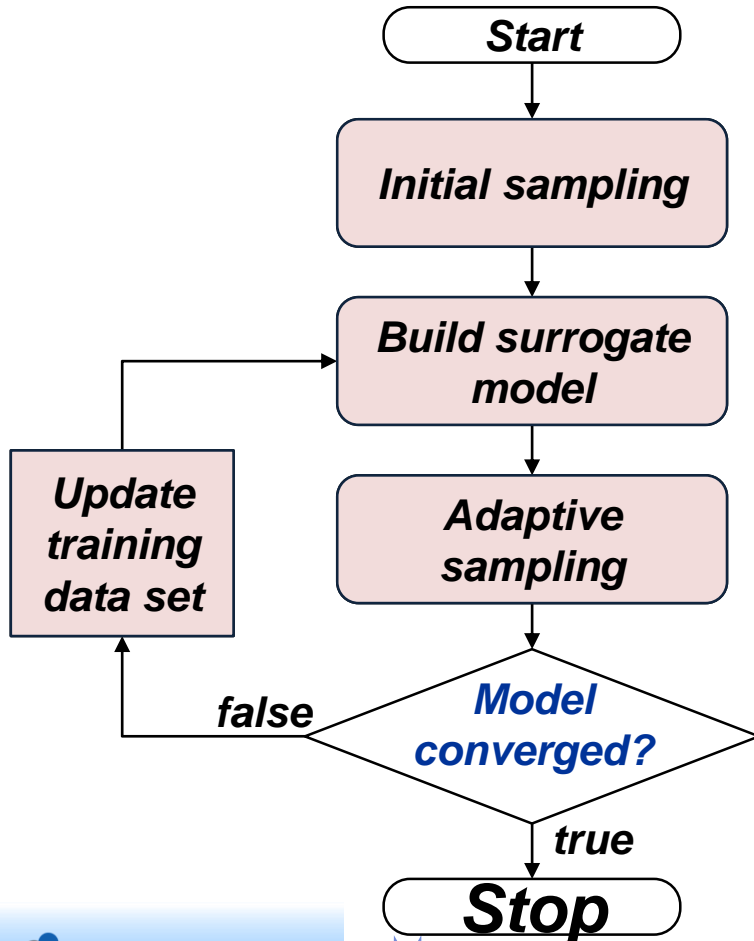 Start
Initial sampling
Build surrogate
model
Adaptive
sampling
Update
training
data set
Model
converged?
false
true
Stop